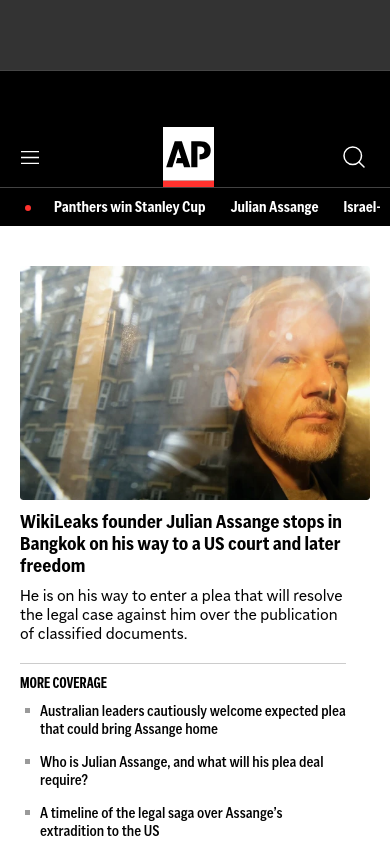 AP
Panthers win Stanley Cup Julian Assange Israel-
WikiLeaks founder Julian Assange stops in
Bangkok on his way to a US court and later
freedom
He is on his way to enter a plea that will resolve
the legal case against him over the publication
of classified documents.
MORE COVERAGE
Australian leaders cautiously welcome expected plea
that could bring Assange home
Who is Julian Assange, and what will his plea deal
require?
A timeline of the legal saga over Assange’s
extradition to the US